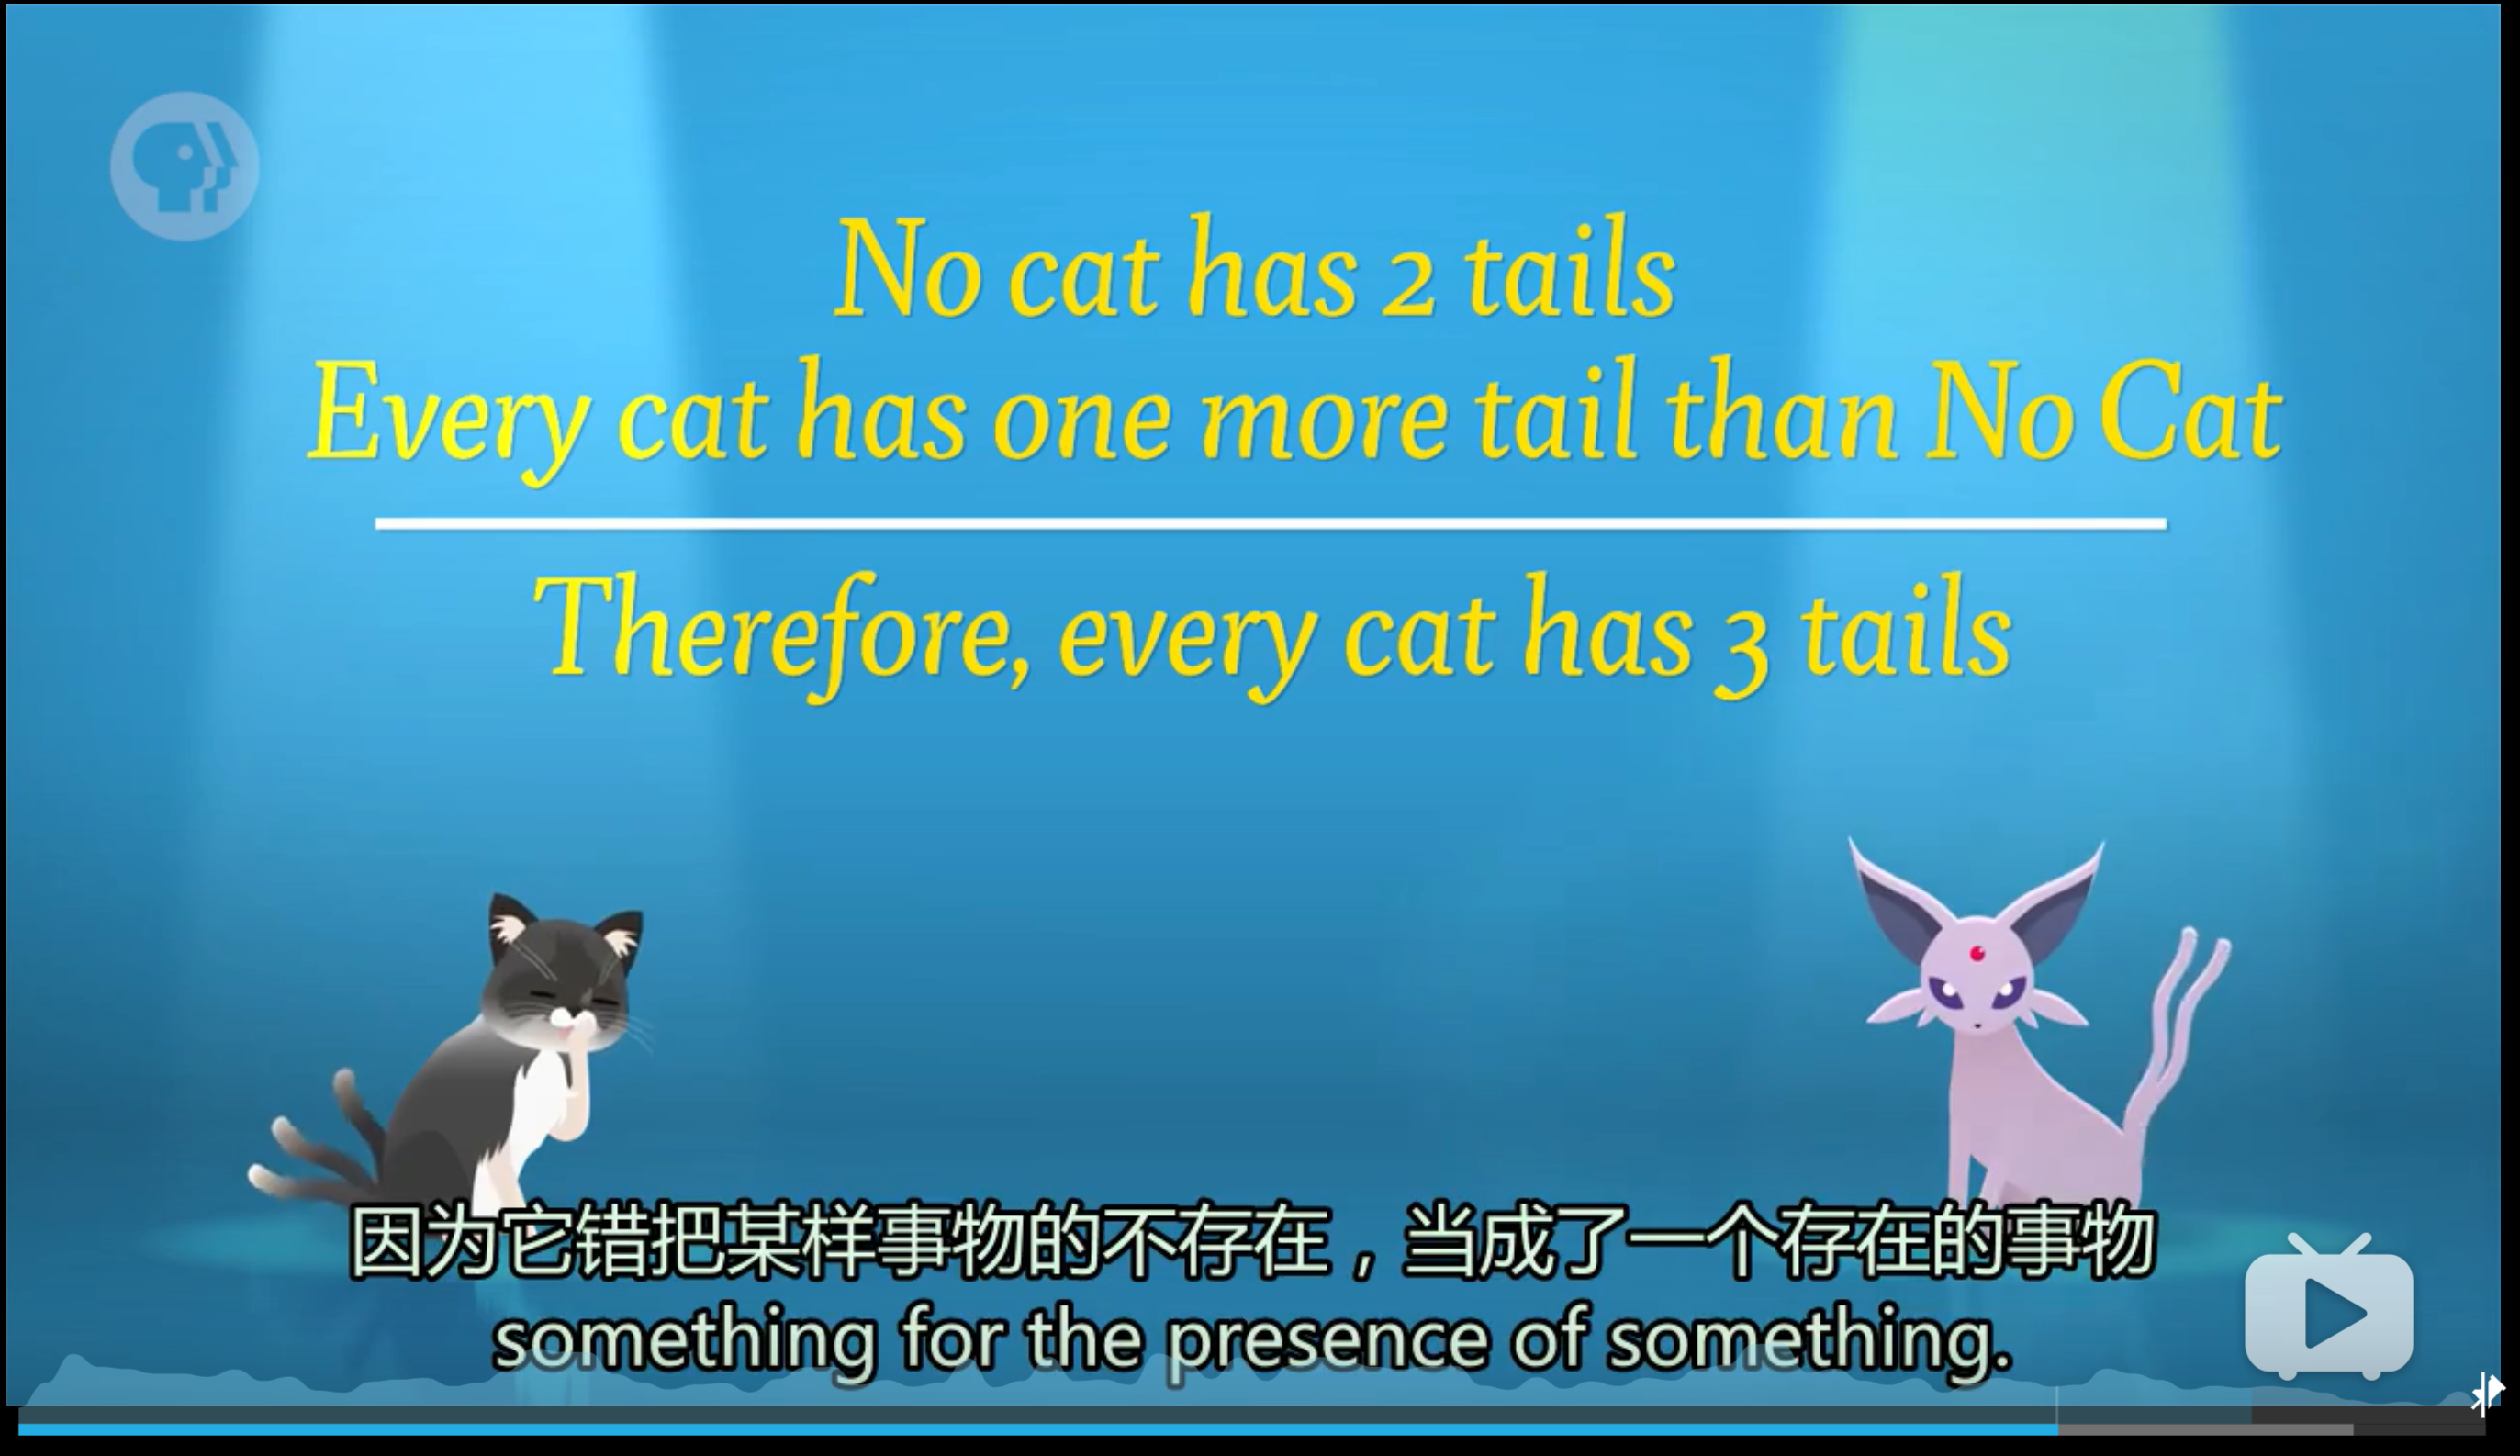 No cat has 2 tails
Every cat has one more tail than No Cat
Therefore, every cat has 3 tails
因为它错把某样事物的不存在，当成了一个存在的事物
something for the presence of something.